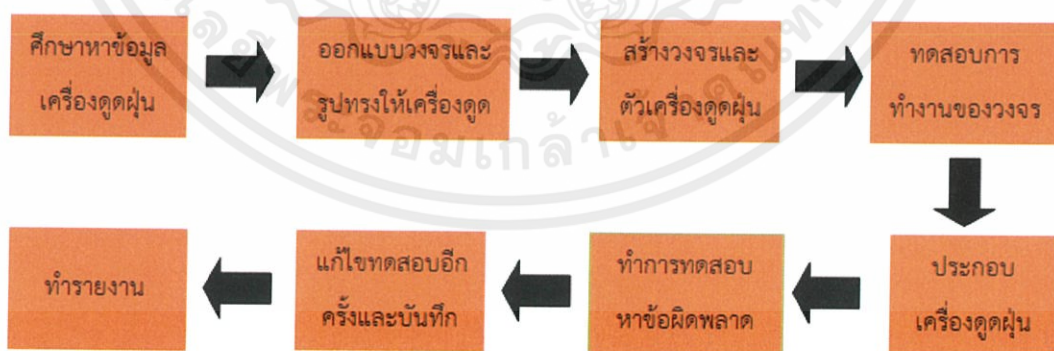 ศึกษาหาข้อมูล
เครื่องดูดฝุ่น
ออกแบบวงจรและ
รูปทรงให้เครื่องดูด
สร้างวงจรและ
ตัวเครื่องดูดฝุ่น
ทดสอบการ
ทำงานของวงจร
ประกอบ
เครื่องดูดฝุ่น
ทำการทดสอบ
หาข้อผิดพลาด
แก้ไขทดสอบอีก
ครั้งและบันทึก
ทำรายงาน